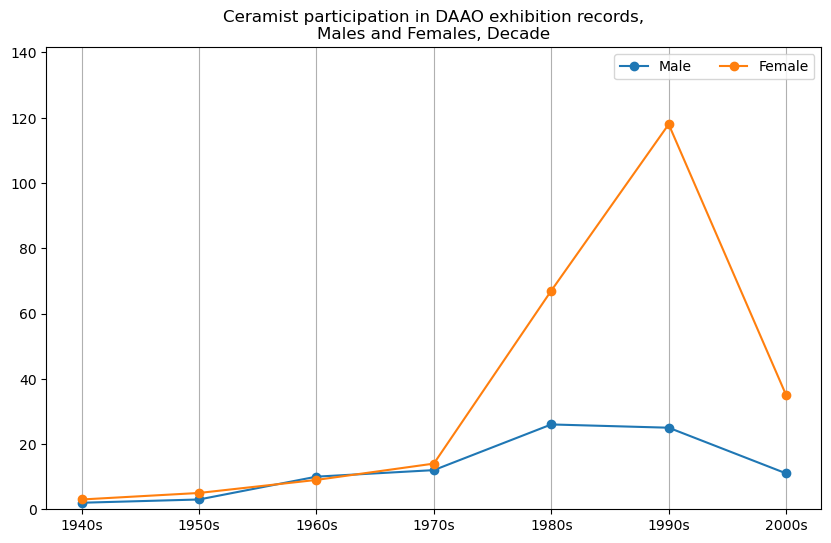 Ceramist participation in DAAO exhibition records,
Males and Females, Decade
Male
Female
140
120
100
80
60
40
20
0
1940s
1950s
1960s
1970s
1980s
1990s
2000s